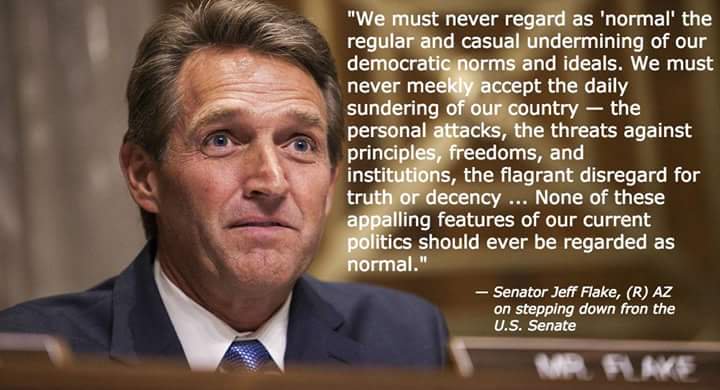 "We must never regard as 'normal' the
regular and casual undermining of our
democratic norms and ideals. We must
never meekly accept the daily
sundering of our country — the
personal attacks, the threats against
principles, freedoms, and
institutions, the flagrant disregard for
truth or decency ... None of these
appalling features of our current
politics should ever be regarded as
normal."
— Senator Jeff Flake, (R) AZ
on stepping down fron the
U.S. Senate
MR. FLAKE